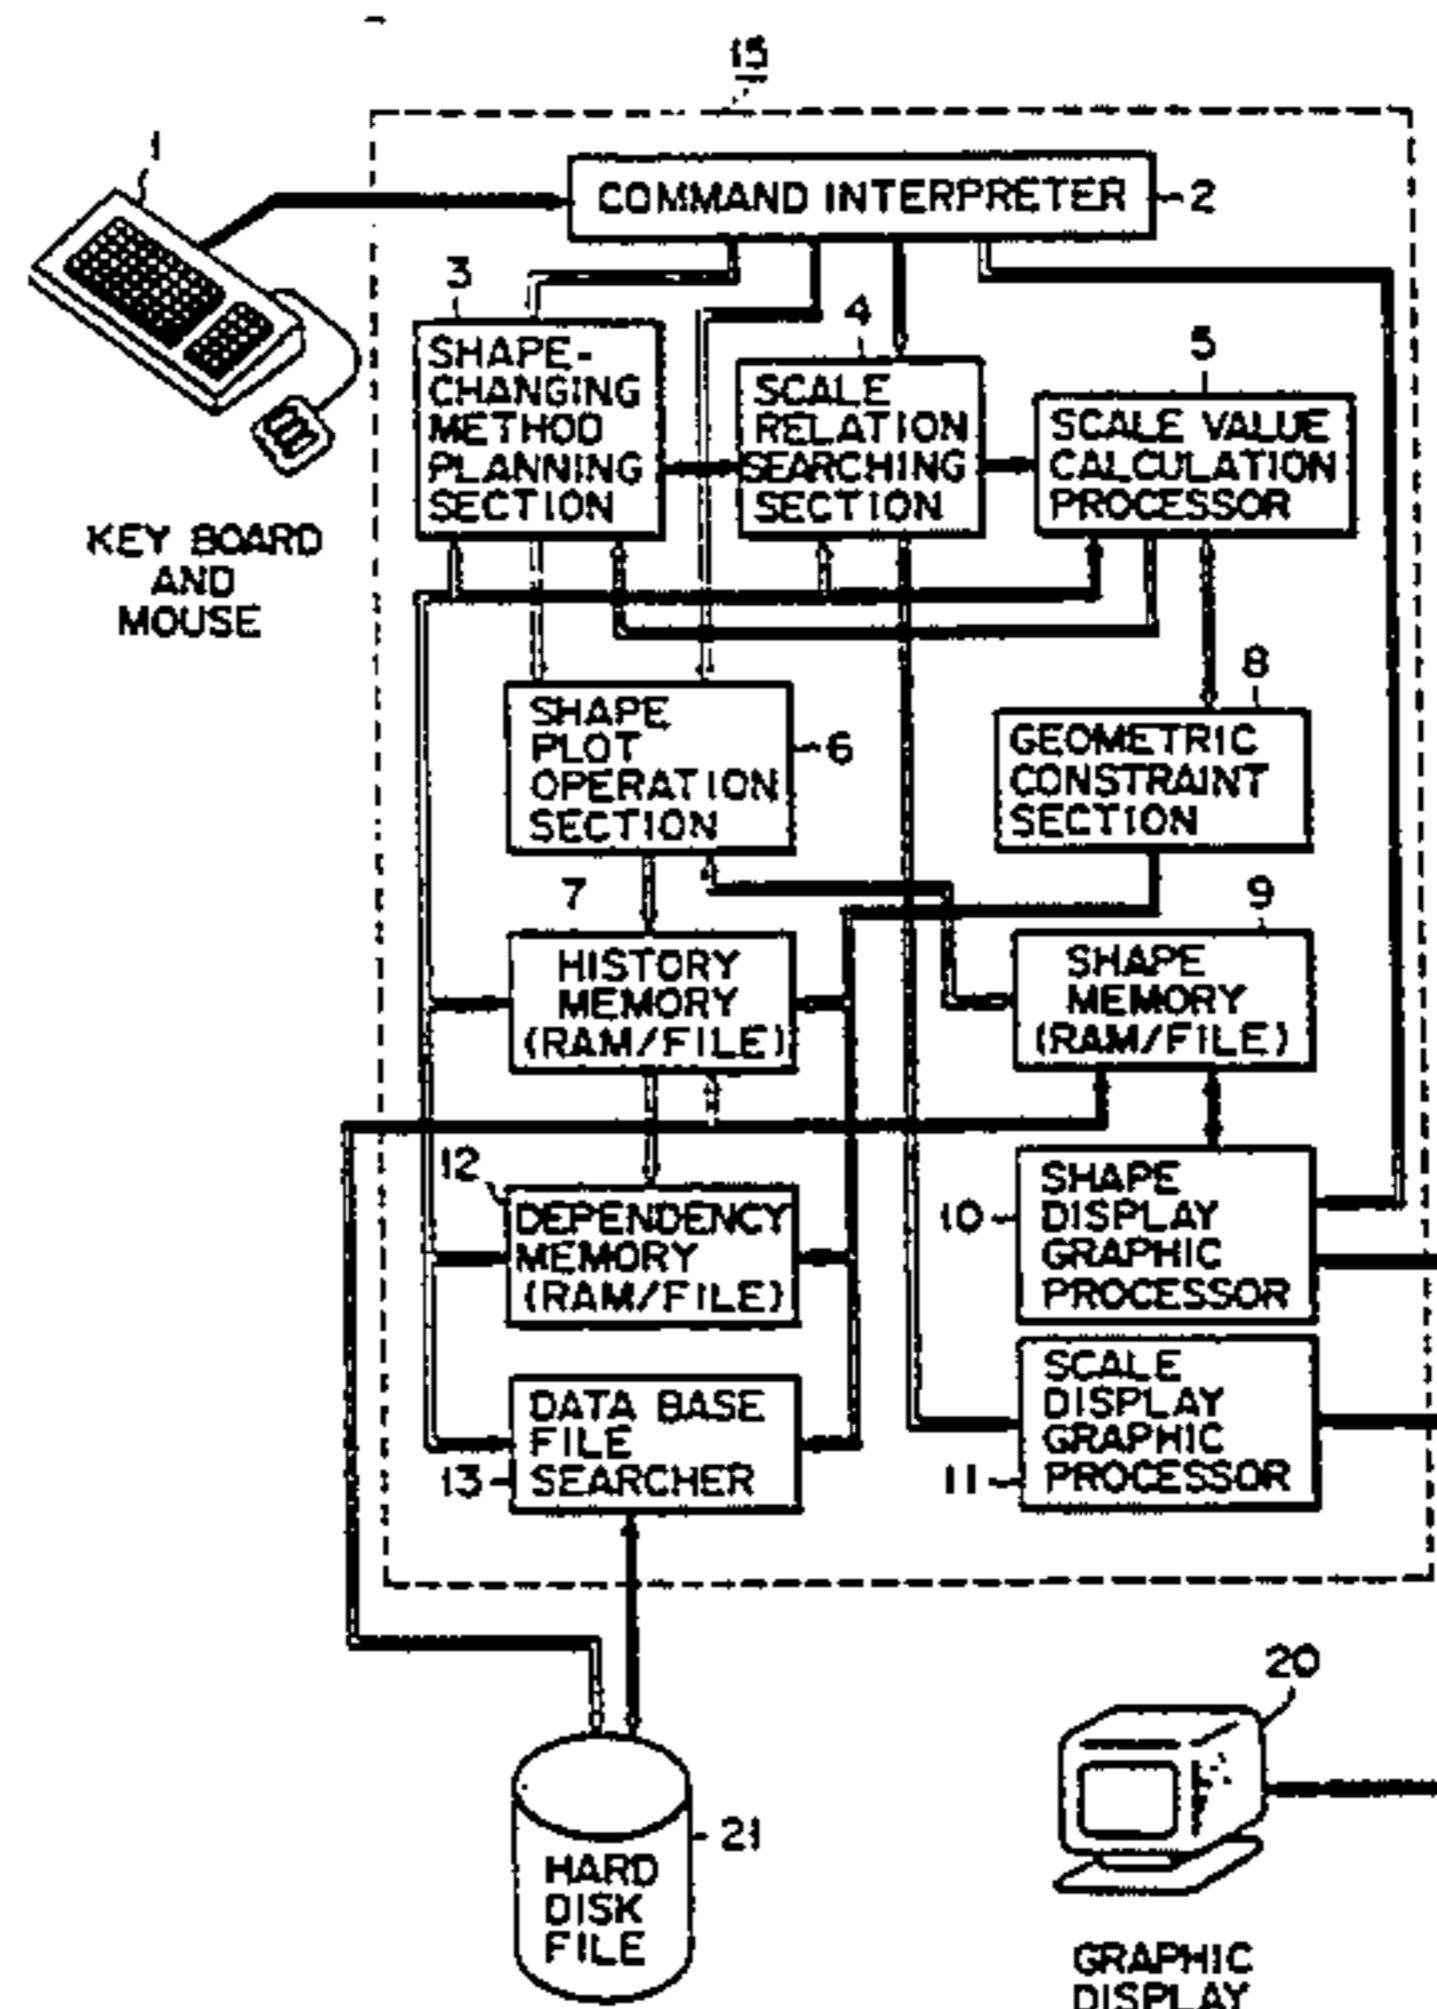 15
1
COMMAND INTERPRETER
2
3
SHAPE-
CHANGING
METHOD
PLANNING
SECTION
4
SCALE
RELATION
SEARCHING
SECTION
5
SCALE VALUE
CALCULATION
PROCESSOR
KEY BOARD
AND
MOUSE
SHAPE
PLOT
OPERATION
SECTION
6
8
GEOMETRIC
CONSTRAINT
SECTION
7
HISTORY
MEMORY
(RAM/FILE)
9
SHAPE
MEMORY
(RAM/FILE)
12
DEPENDENCY
MEMORY
(RAM/FILE)
10
SHAPE
DISPLAY
GRAPHIC
PROCESSOR
DATA BASE
FILE
SEARCHER
13
SCALE
DISPLAY
GRAPHIC
PROCESSOR
11
20
21
HARD
DISK
FILE
GRAPHIC
DISPLAY